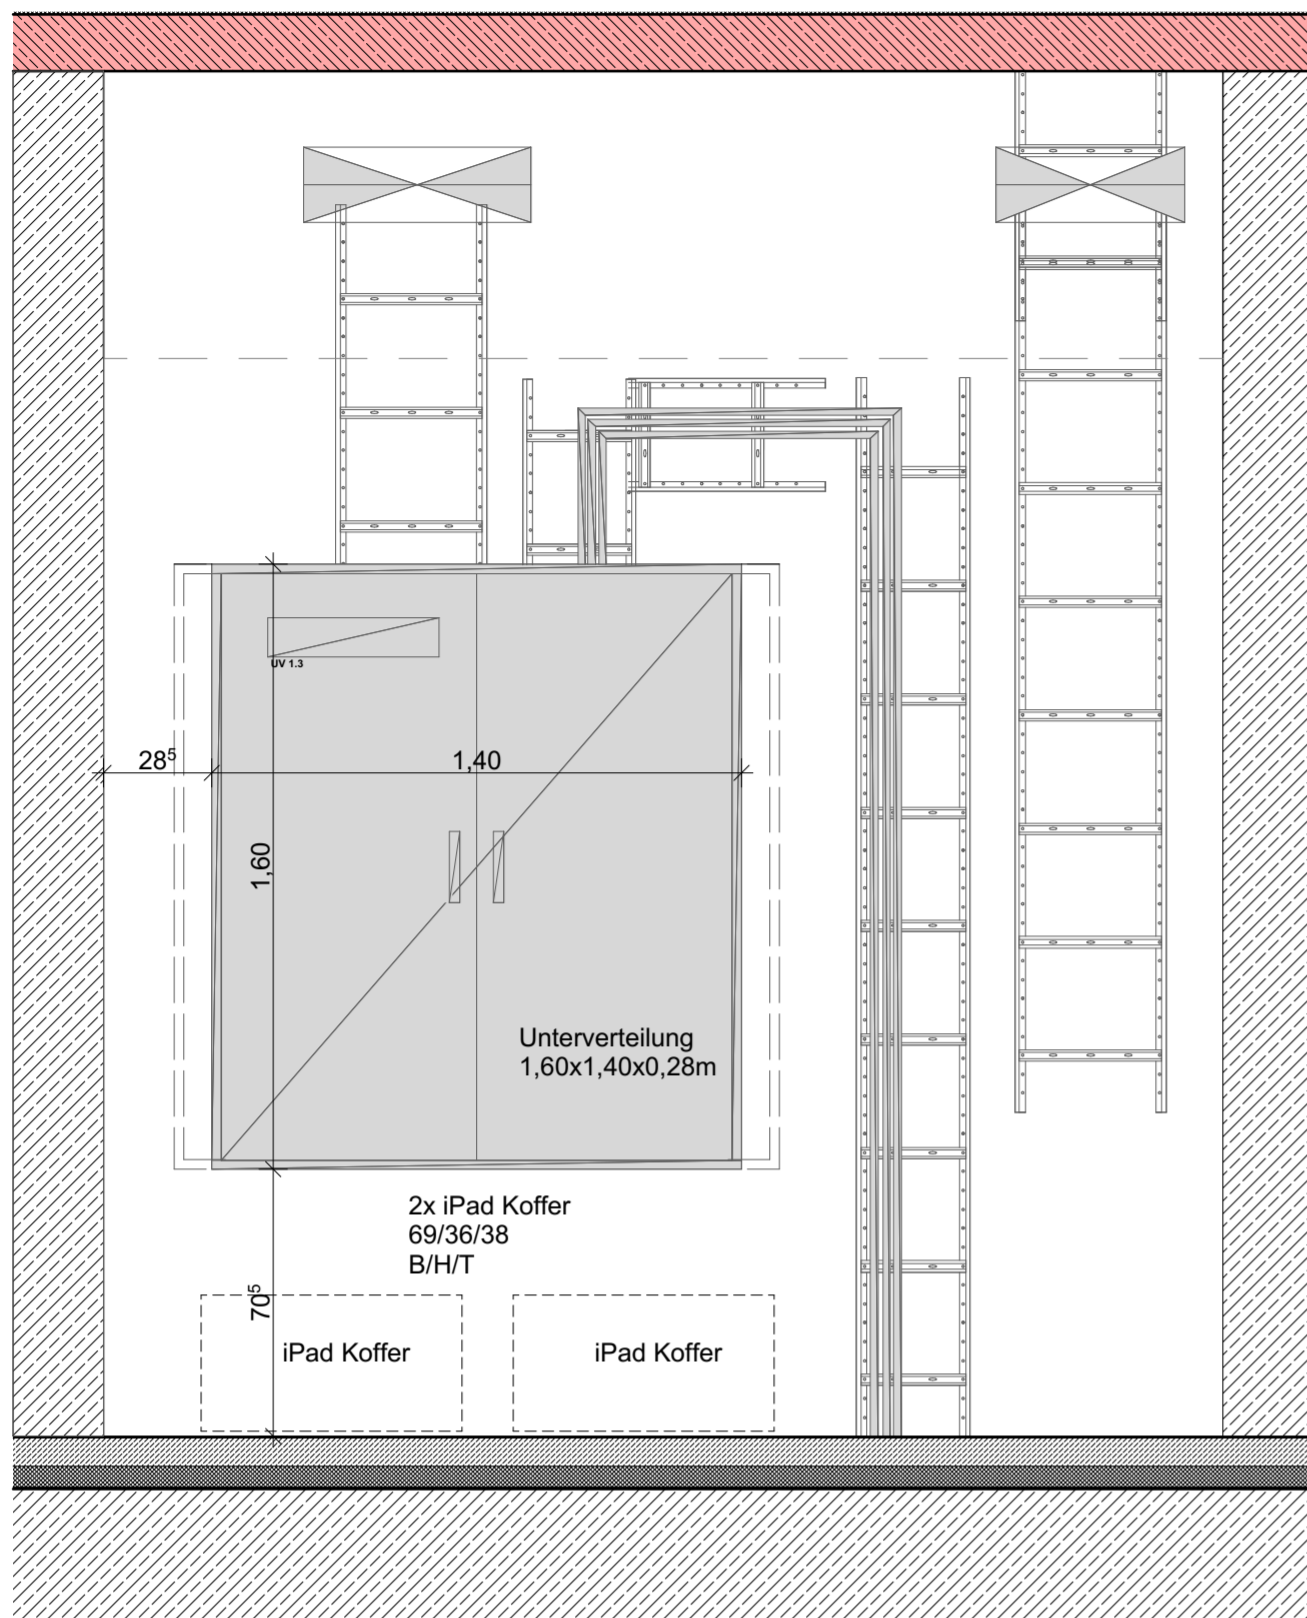 UV 1.3
28⁵
1,40
1,60
Unterverteilung
1,60x1,40x0,28m
2x iPad Koffer
69/36/38
B/H/T
70⁵
iPad Koffer
iPad Koffer